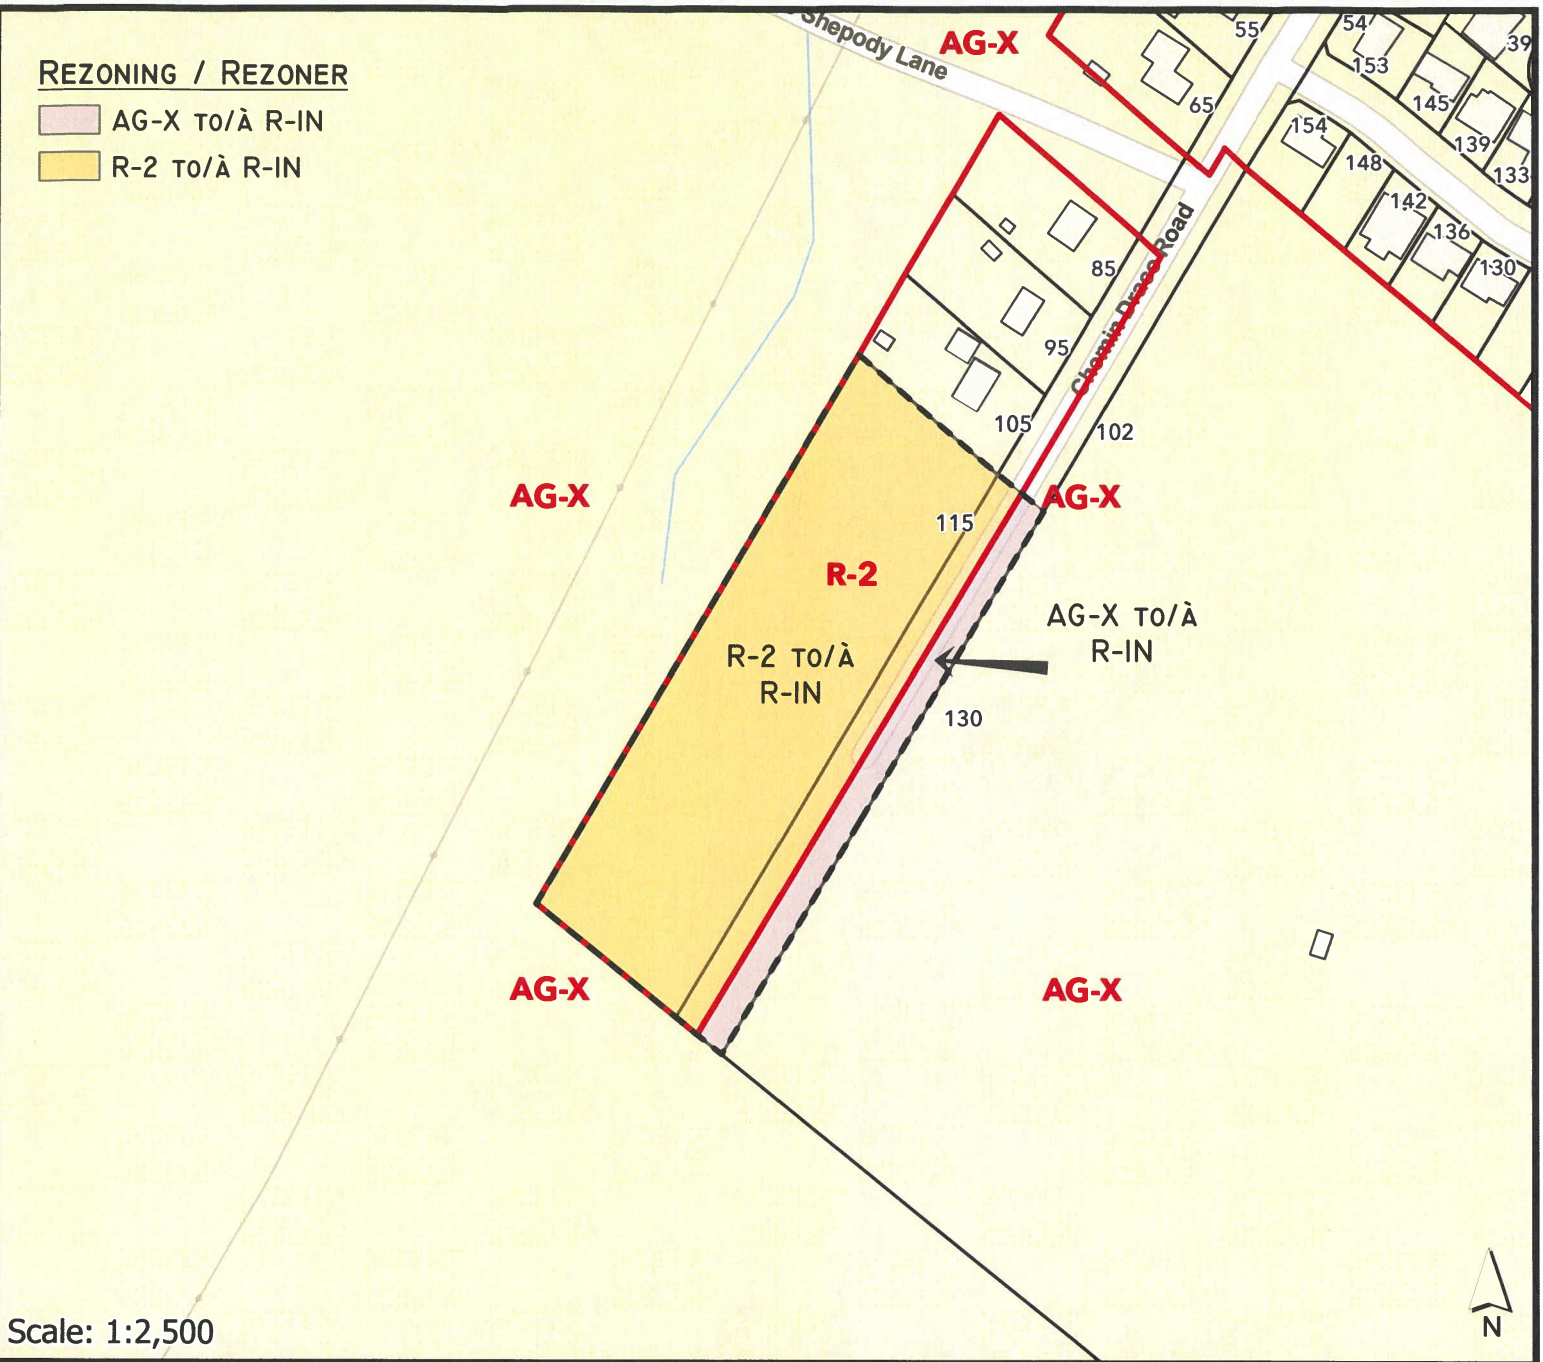 REZONING / REZONER
AG-X TO/À R-IN
R-2 TO/À R-IN
Shepody Lane
AG-X
55
54
39
153
65
145
154
139
148
133
142
136
130
85
Chemin Drace Road
95
105
102
AG-X
AG-X
115
R-2
AG-X TO/À
R-IN
R-2 TO/À
R-IN
130
AG-X
AG-X
Scale: 1:2,500
N